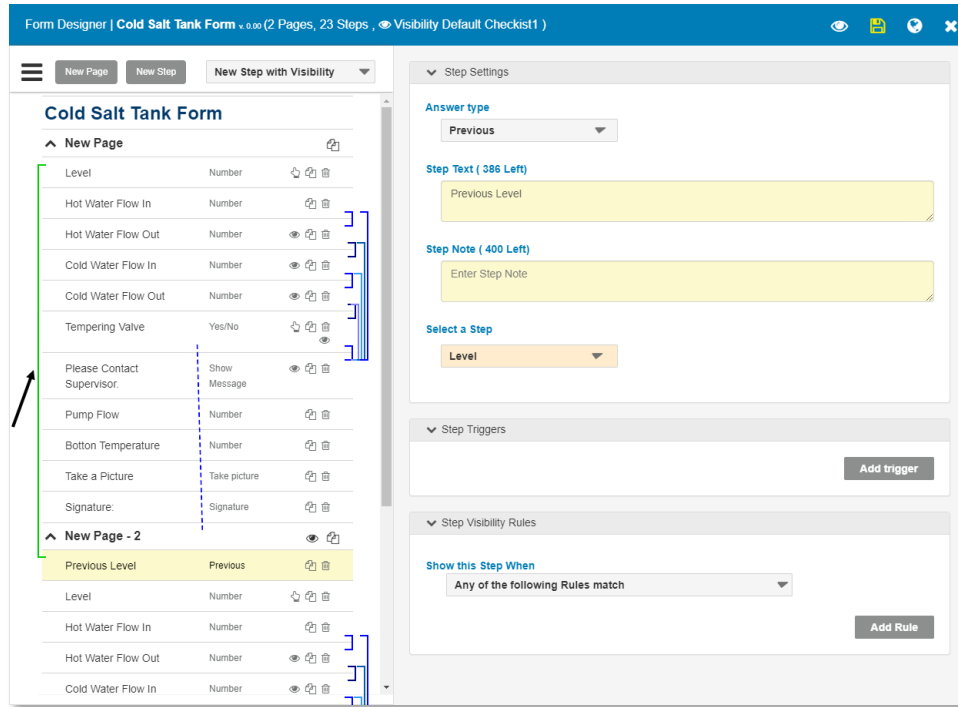 Form Designer | Cold Salt Tank Form v. 0.00 (2 Pages, 23 Steps , Visibility Default Checkist1 )
New Page New Step New Step with Visibility
Cold Salt Tank Form
New Page
Level Number
Hot Water Flow In Number
Hot Water Flow Out Number
Cold Water Flow In Number
Cold Water Flow Out Number
Tempering Valve Yes/No
Please Contact Show
Supervisor. Message
Pump Flow Number
Botton Temperature Number
Take a Picture Take picture
Signature: Signature
New Page - 2
Previous Level Previous
Level Number
Hot Water Flow In Number
Hot Water Flow Out Number
Cold Water Flow In Number
Step Settings
Answer type
Previous
Step Text ( 386 Left)
Previous Level
Step Note ( 400 Left)
Enter Step Note
Select a Step
Level
Step Triggers
Add trigger
Step Visibility Rules
Show this Step When
Any of the following Rules match
Add Rule